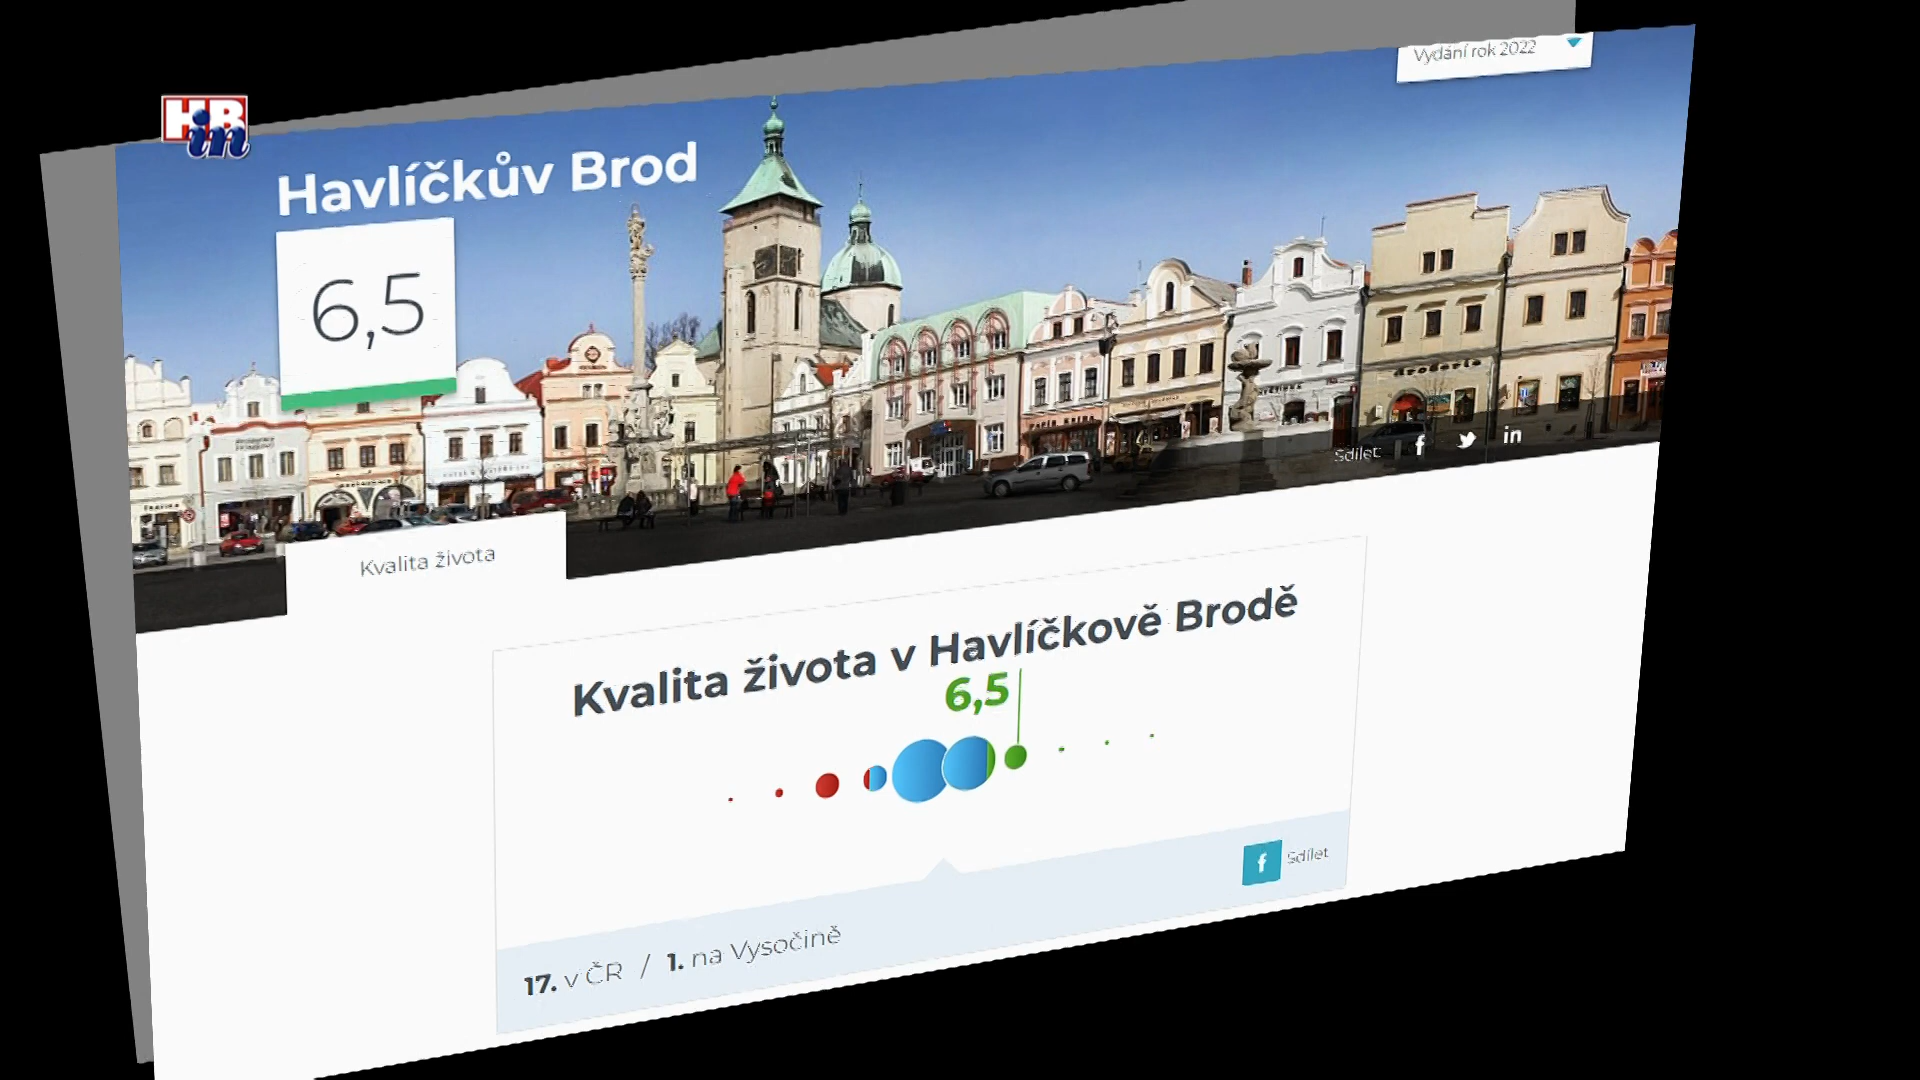 HB
in
Vydání rok 2022
Havlíčkův Brod
6,5
drogerie
Sdílet:
Kvalita života
Kvalita života v Havlíčkově Brodě
6,5
Sdílet
17. v ČR / 1. na Vysočině